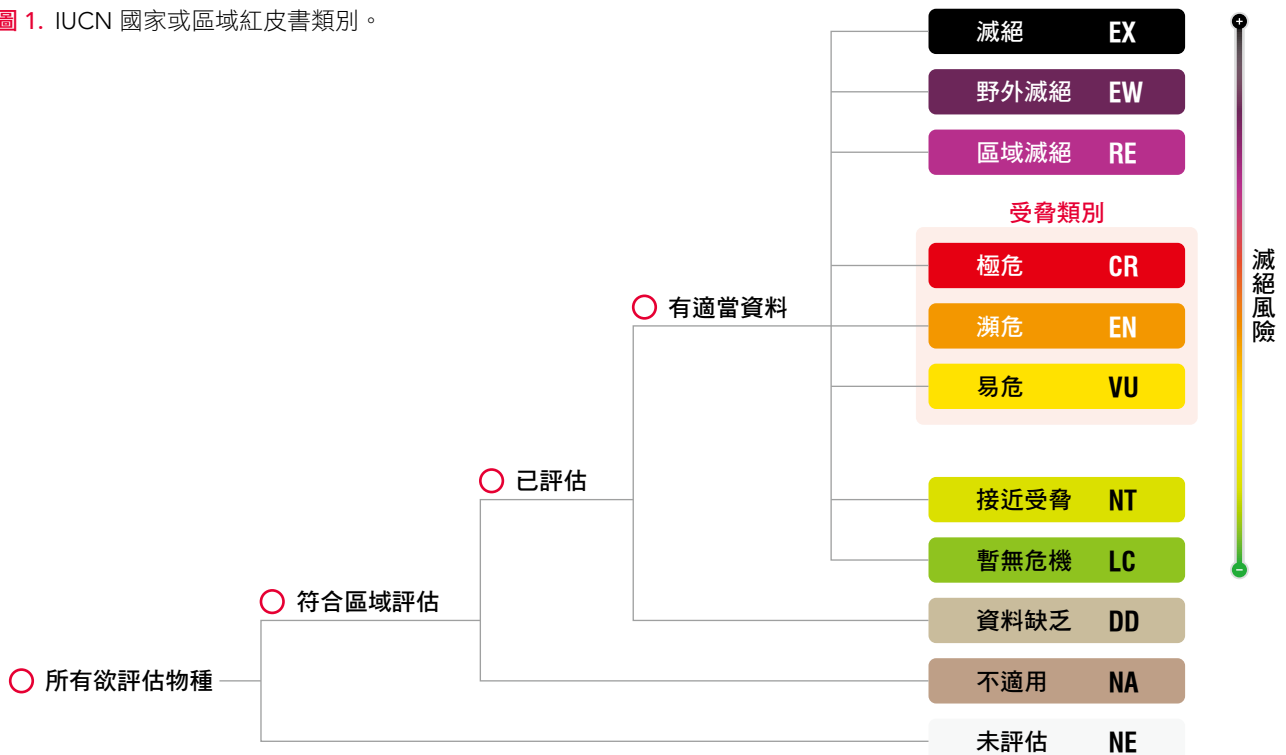 圖 1. IUCN 國家或區域紅皮書類別。
滅絕 EX
野外滅絕 EW
區域滅絕 RE
受脅類別
極危 CR
瀕危 EN
易危 VU
接近受脅 NT
暫無危機 LC
資料缺乏 DD
不適用 NA
未評估 NE
有適當資料
已評估
符合區域評估
所有欲評估物種
+
滅絕風險
−